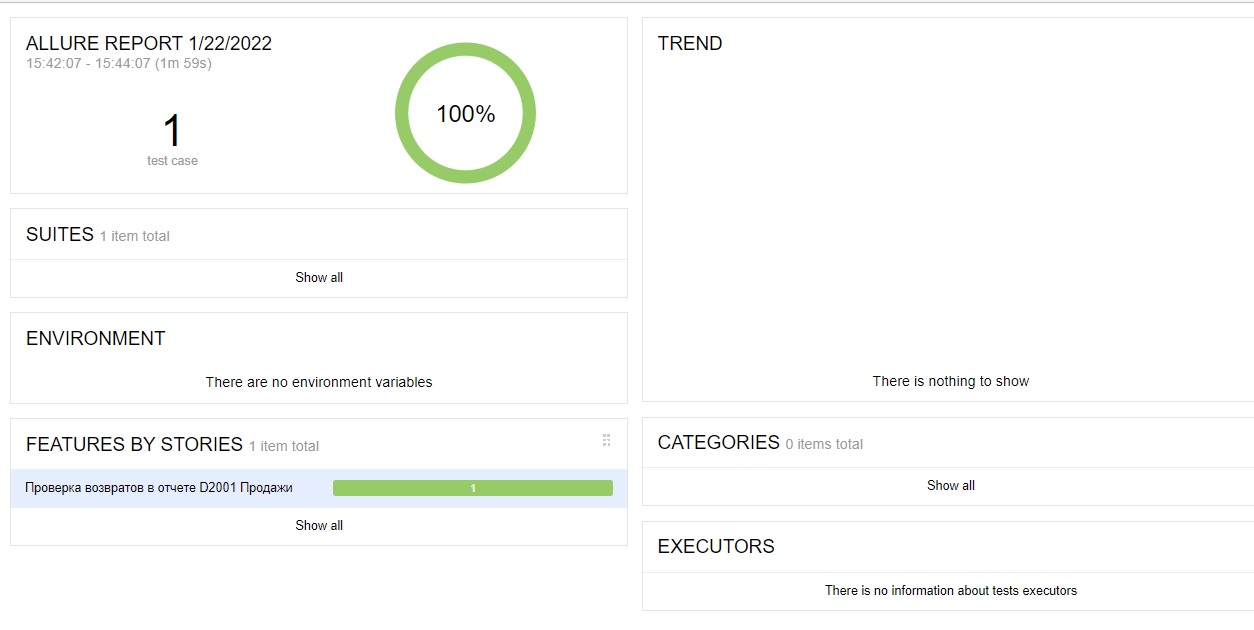 ALLURE REPORT 1/22/2022
15:42:07 - 15:44:07 (1m 59s)
1
test case
100%
SUITES 1 item total
Show all
ENVIRONMENT
There are no environment variables
FEATURES BY STORIES 1 item total
Проверка возвратов в отчете D2001 Продажи 1
Show all
TREND
There is nothing to show
CATEGORIES 0 items total
Show all
EXECUTORS
There is no information about tests executors